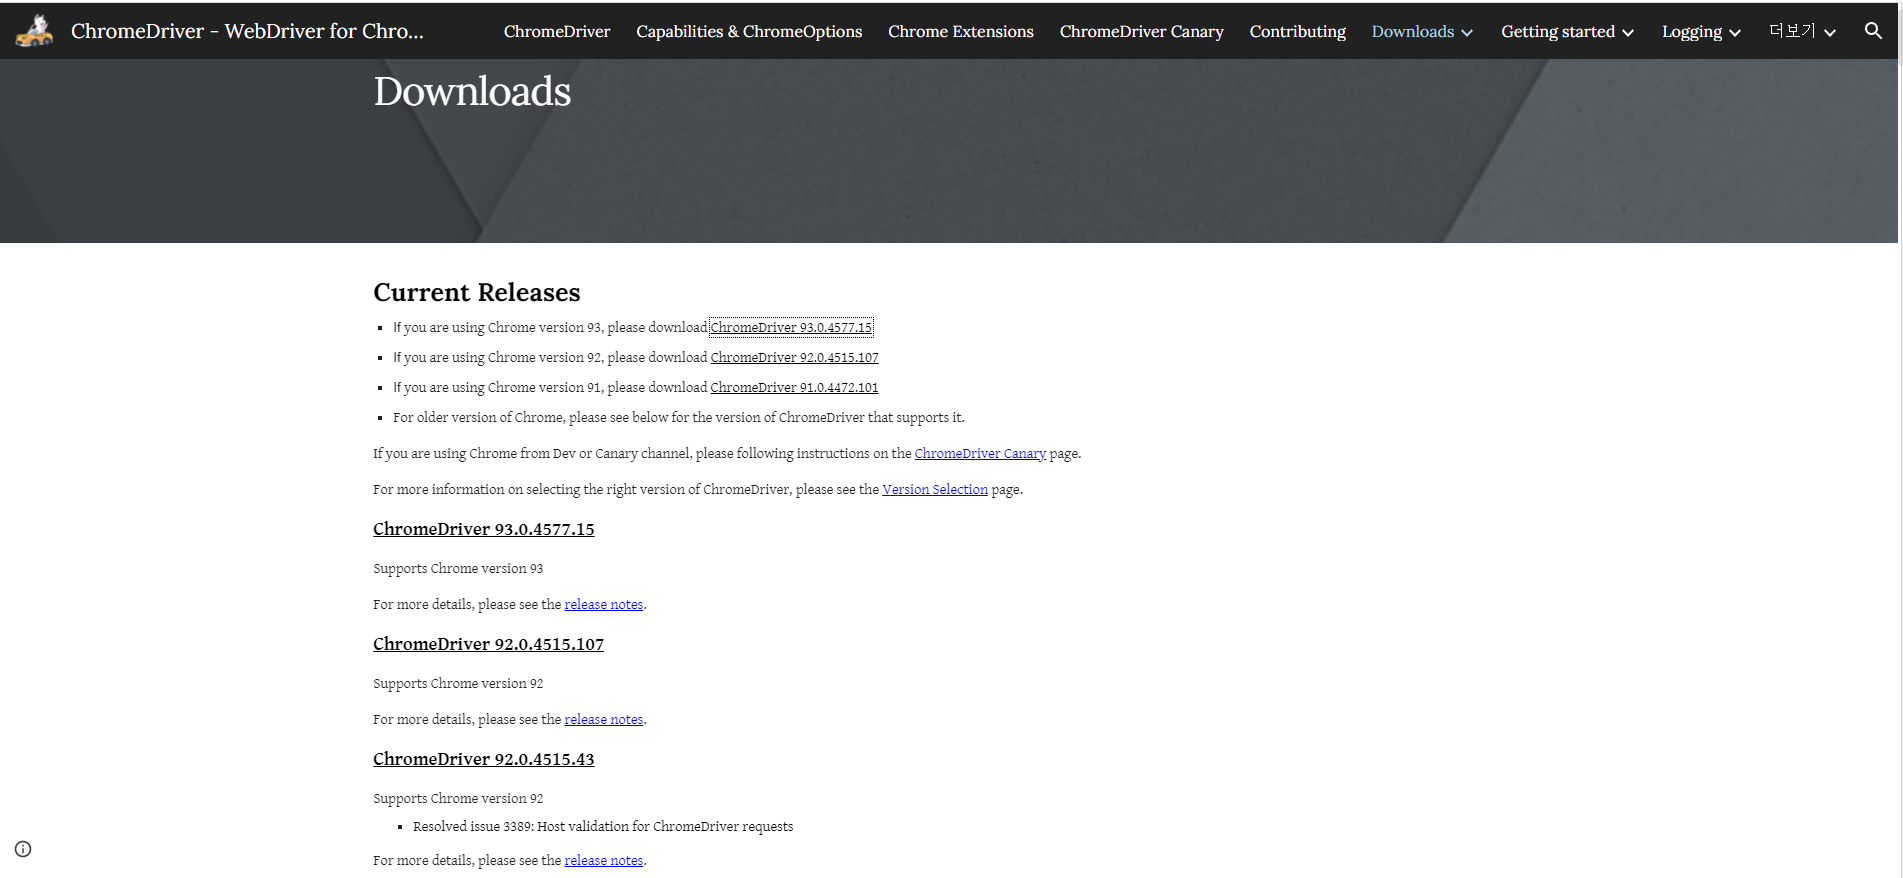 ChromeDriver - WebDriver for Chro...
ChromeDriver
Capabilities & ChromeOptions
Chrome Extensions
ChromeDriver Canary
Contributing
Downloads
Getting started
Logging
더보기
Downloads
Current Releases
If you are using Chrome version 93, please download ChromeDriver 93.0.4577.15
If you are using Chrome version 92, please download ChromeDriver 92.0.4515.107
If you are using Chrome version 91, please download ChromeDriver 91.0.4472.101
For older version of Chrome, please see below for the version of ChromeDriver that supports it.
If you are using Chrome from Dev or Canary channel, please following instructions on the ChromeDriver Canary page.
For more information on selecting the right version of ChromeDriver, please see the Version Selection page.
ChromeDriver 93.0.4577.15
Supports Chrome version 93
For more details, please see the release notes.
ChromeDriver 92.0.4515.107
Supports Chrome version 92
For more details, please see the release notes.
ChromeDriver 92.0.4515.43
Supports Chrome version 92
Resolved issue 3389: Host validation for ChromeDriver requests
For more details, please see the release notes.